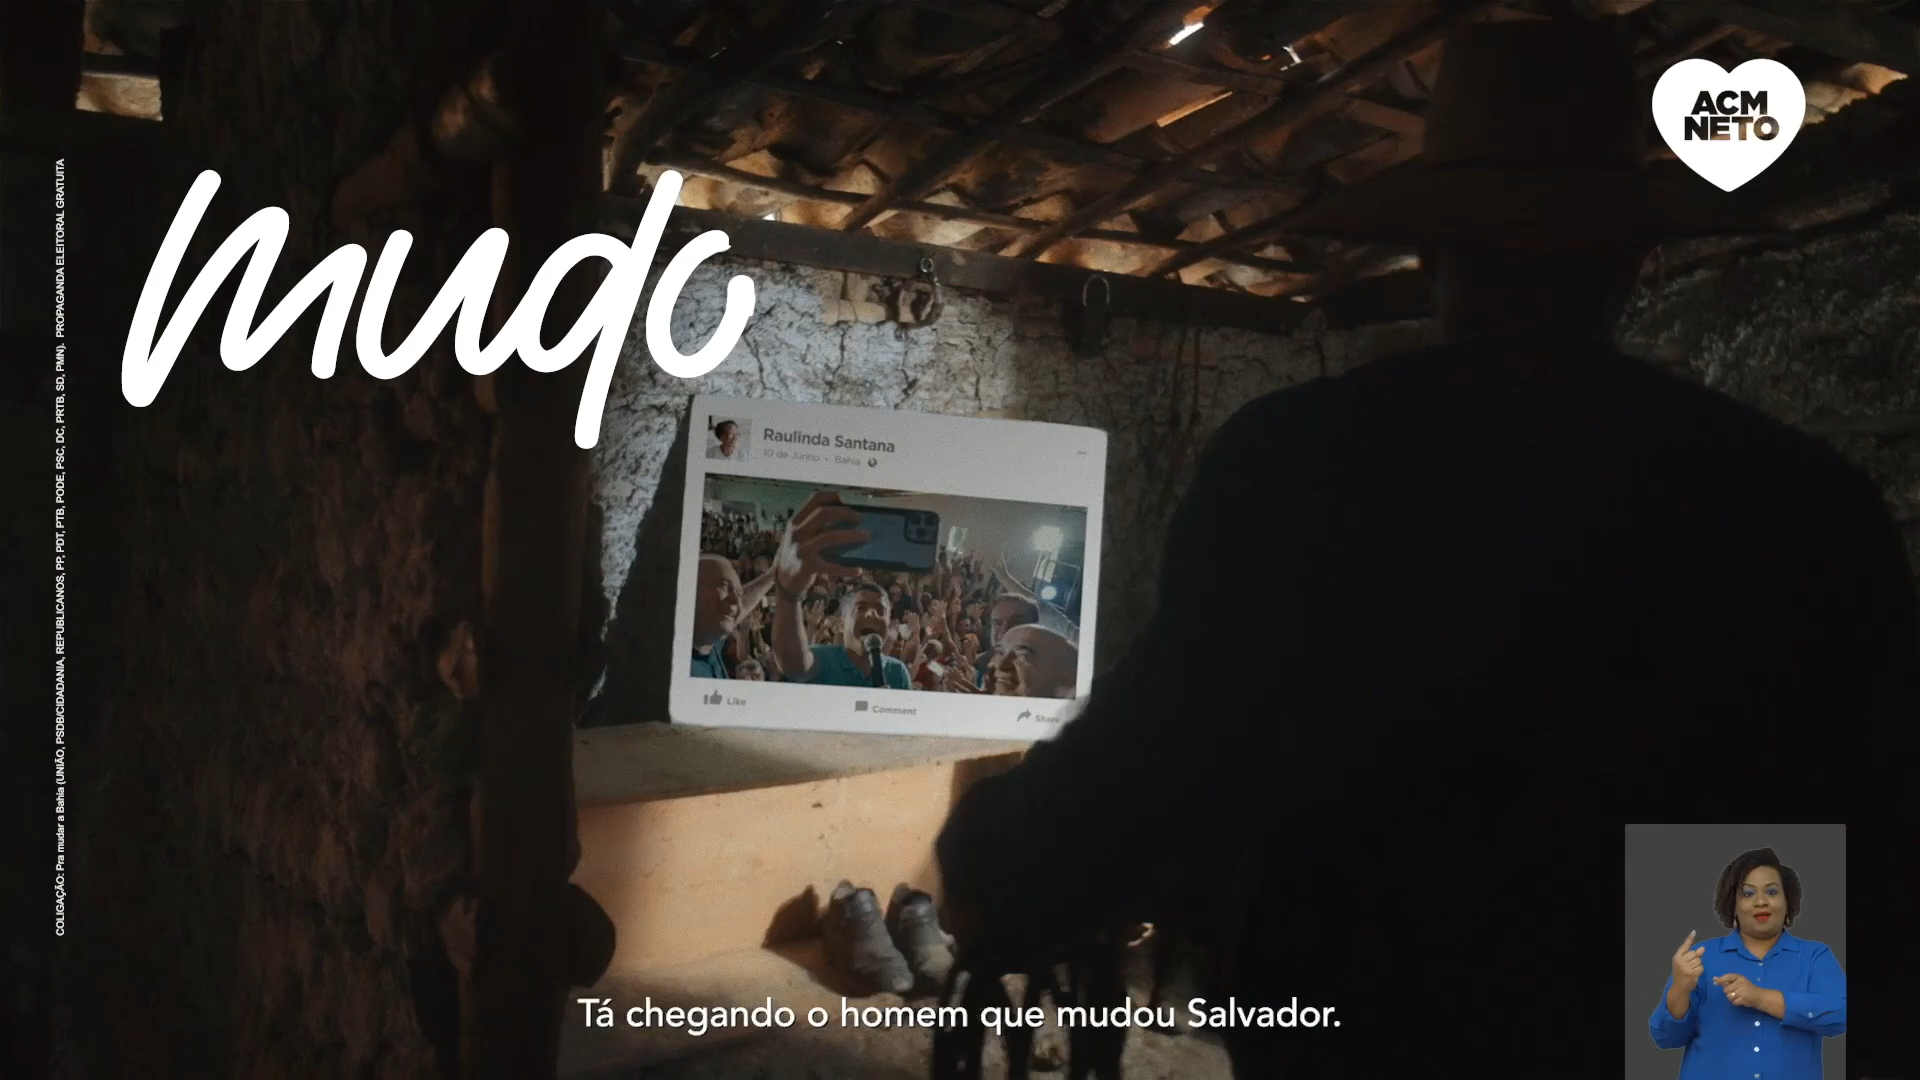 ACM
NETO
mudo
COLIGAÇÃO: Pra mudar a Bahia (UNIÃO, PSDB/CIDADANIA, REPUBLICANOS, PP, PDT, PTB, PODE, PSC, DC, PRTB, SD, PMN). PROPAGANDA ELEITORAL GRATUITA
Raulinda Santana
10 de Junho • Bahia
Like
Comment
Share
Tá chegando o homem que mudou Salvador.